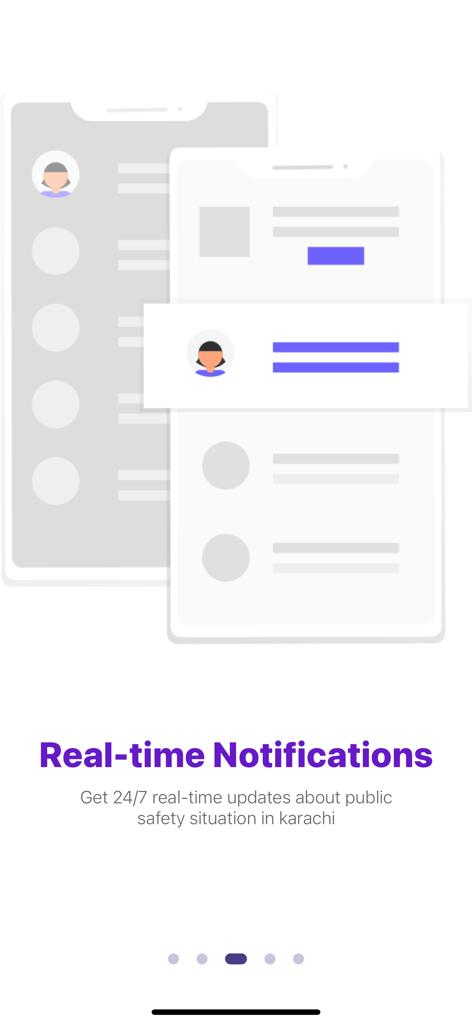 Real-time Notifications
Get 24/7 real-time updates about public
safety situation in karachi